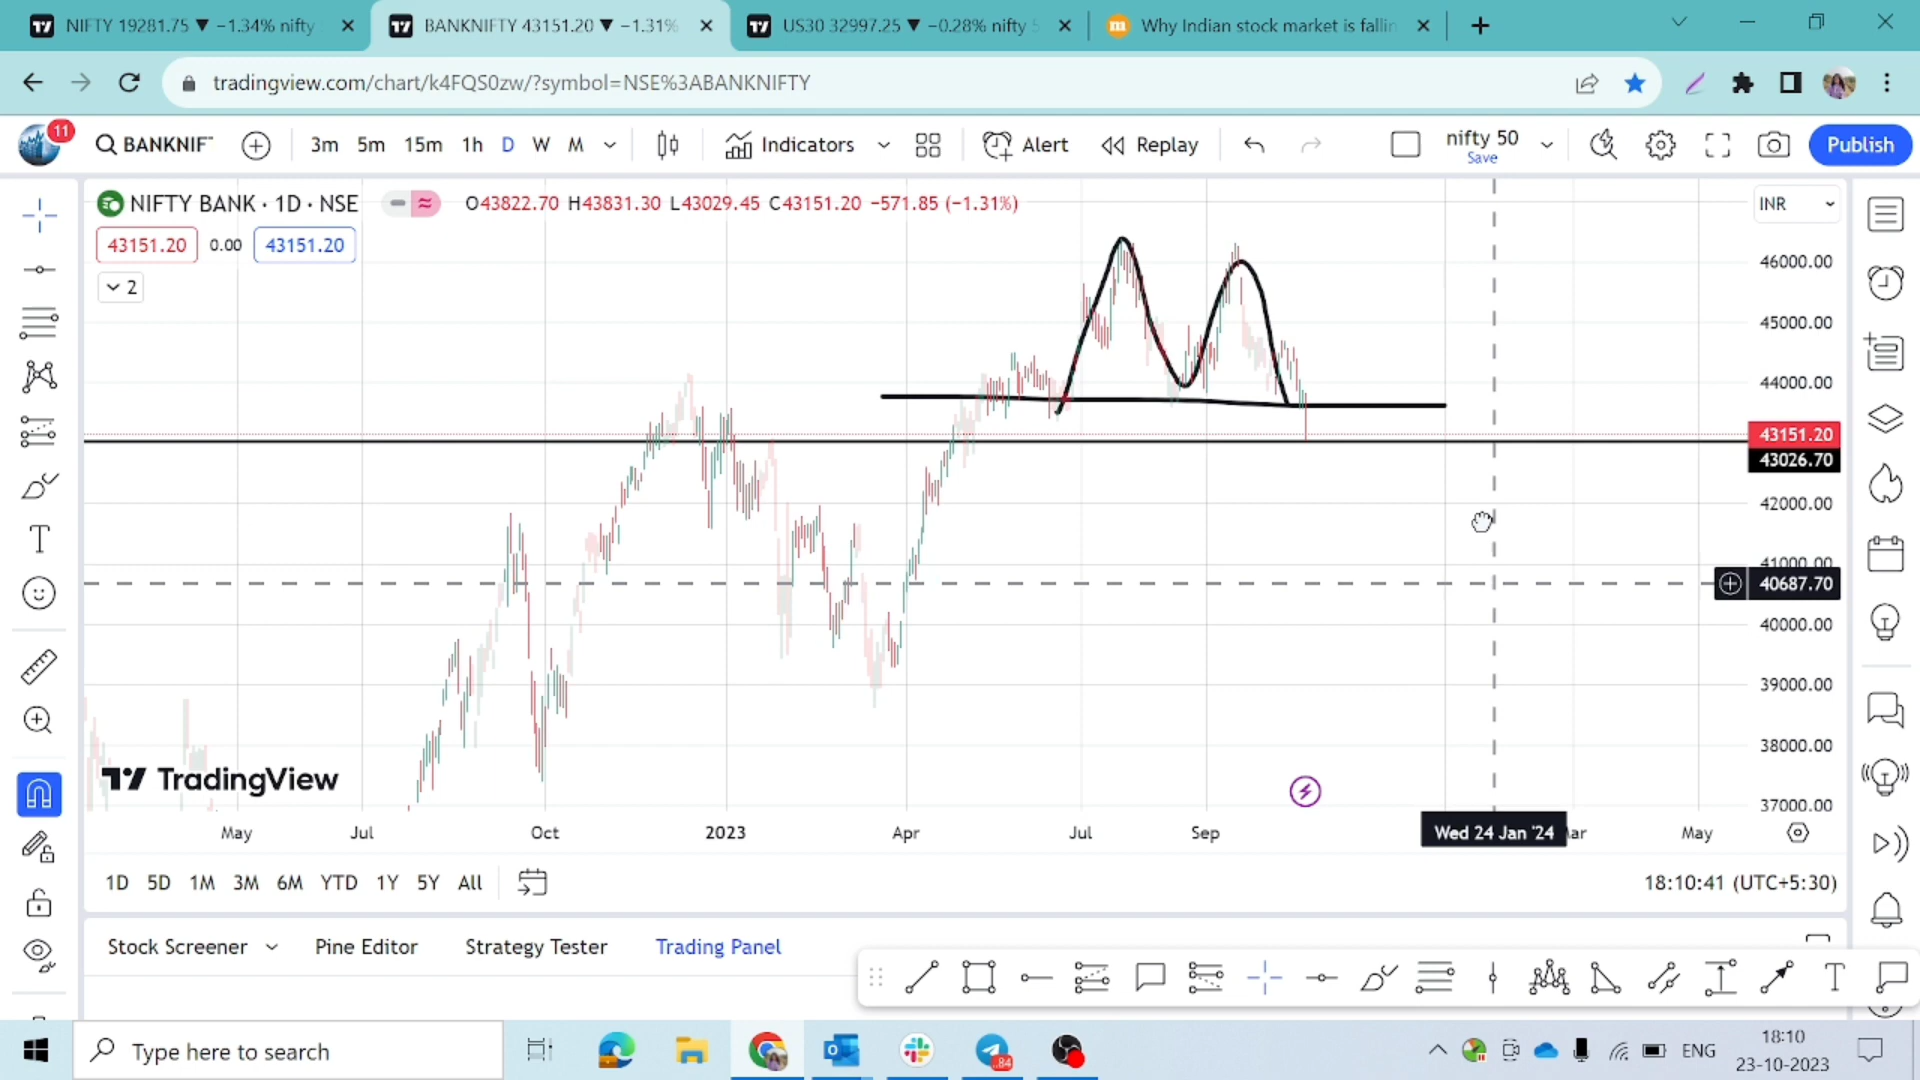 NIFTY 19281.75 ▼ −1.34% nifty
BANKNIFTY 43151.20 ▼ −1.31%
US30 32997.25 ▼ −0.28% nifty 5
Why Indian stock market is fallin
tradingview.com/chart/k4FQS0zw/?symbol=NSE%3ABANKNIFTY
11
BANKNIF
3m 5m 15m 1h D W M
Indicators
Alert
Replay
nifty 50
Save
Publish
NIFTY BANK · 1D · NSE
O43822.70 H43831.30 L43029.45 C43151.20 −571.85 (−1.31%)
INR
43151.20 0.00 43151.20
2
46000.00
45000.00
44000.00
43151.20
43026.70
42000.00
41000.00
40687.70
40000.00
39000.00
38000.00
37000.00
TradingView
May Jul Oct 2023 Apr Jul Sep Wed 24 Jan '24 May
1D 5D 1M 3M 6M YTD 1Y 5Y All
18:10:41 (UTC+5:30)
Stock Screener Pine Editor Strategy Tester Trading Panel
Type here to search
84
ENG
18:10
23-10-2023